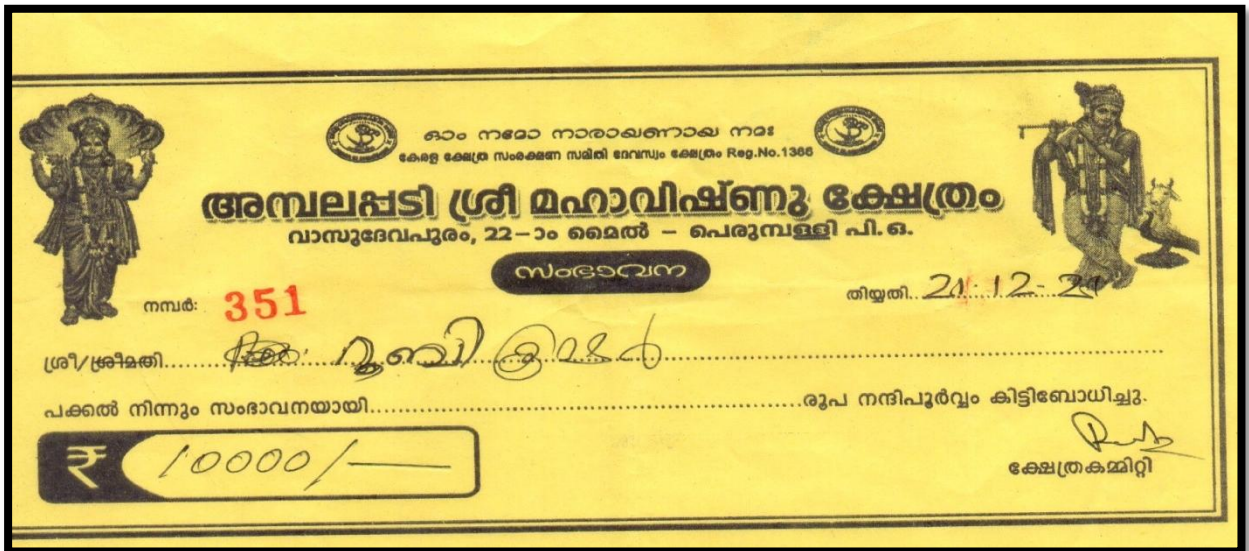 ഓം നമോ നാരായണായ നമഃ
കേരള ക്ഷേത്ര സംരക്ഷണ സമിതി ദേവസ്വം ക്ഷേത്രം Reg.No.1366
അമ്പലപ്പടി ശ്രീ മഹാവിഷ്ണു ക്ഷേത്രം
വാസുദേവപുരം, 22-ാം മൈൽ - പെരുമ്പള്ളി പി.ഒ.
സംഭാവന
നമ്പർ: 351 തിയ്യതി.. 21-12-21
ശ്രീ/ശ്രീമതി.....
പക്കൽ നിന്നും സംഭാവനയായി.....രൂപ നന്ദിപൂർവ്വം കിട്ടിബോധിച്ചു.
₹ 10000/-
ക്ഷേത്രകമ്മിറ്റി